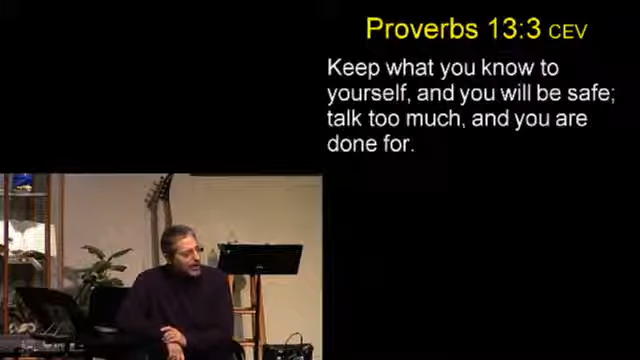 Proverbs 13:3 CEV
Keep what you know to
yourself, and you will be safe;
talk too much, and you are
done for.